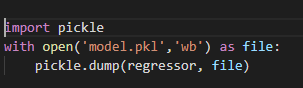 import pickle
with open('model.pkl','wb') as file:
    pickle.dump(regressor, file)